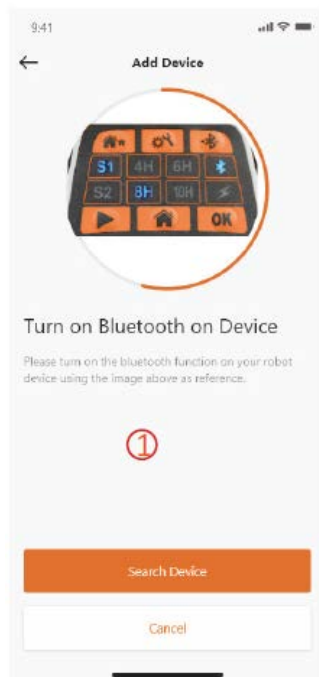 9:41
Add Device
S1 4H 6H
S2 8H 10H
OK
Turn on Bluetooth on Device
Please turn on the bluetooth function on your robot
device using the image above as reference.
①
Search Device
Cancel